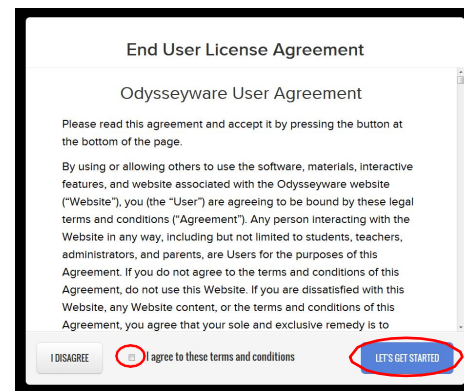 End User License Agreement
Odysseyware User Agreement
Please read this agreement and accept it by pressing the button at
the bottom of the page.
By using or allowing others to use the software, materials, interactive
features, and website associated with the Odysseyware website
("Website"), you (the "User") are agreeing to be bound by these legal
terms and conditions ("Agreement"). Any person interacting with the
Website in any way, including but not limited to students, teachers,
administrators, and parents, are Users for the purposes of this
Agreement. If you do not agree to the terms and conditions of this
Agreement, do not use this Website. If you are dissatisfied with this
Website, any Website content, or the terms and conditions of this
Agreement, you agree that your sole and exclusive remedy is to
I DISAGREE
I agree to these terms and conditions
LET'S GET STARTED